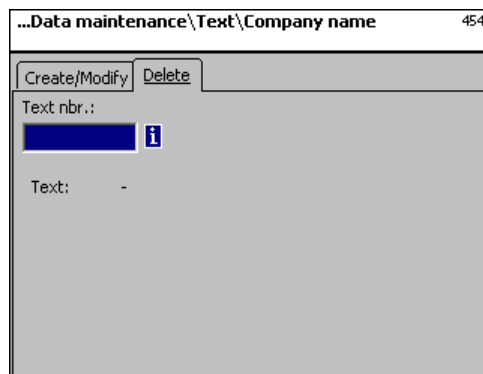 ...Data maintenance\Text\Company name 454
Create/Modify Delete
Text nbr.:
i
Text: -